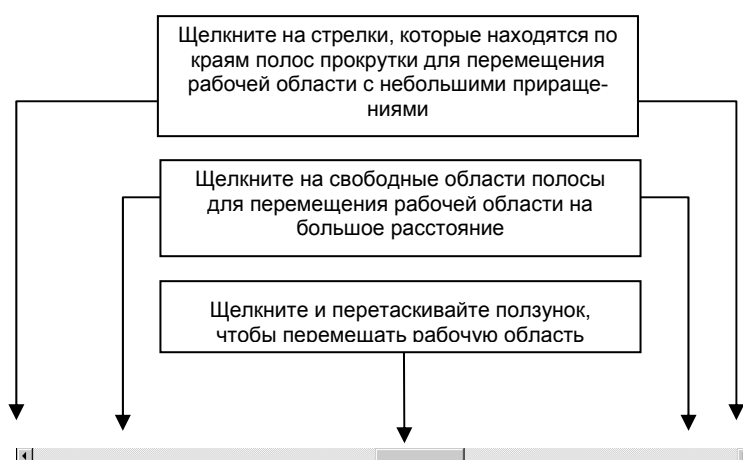 Щелкните на стрелки, которые находятся по
краям полос прокрутки для перемещения
рабочей области с небольшими прираще-
ниями
Щелкните на свободные области полосы
для перемещения рабочей области на
большое расстояние
Щелкните и перетаскивайте ползунок,
чтобы перемещать рабочую область